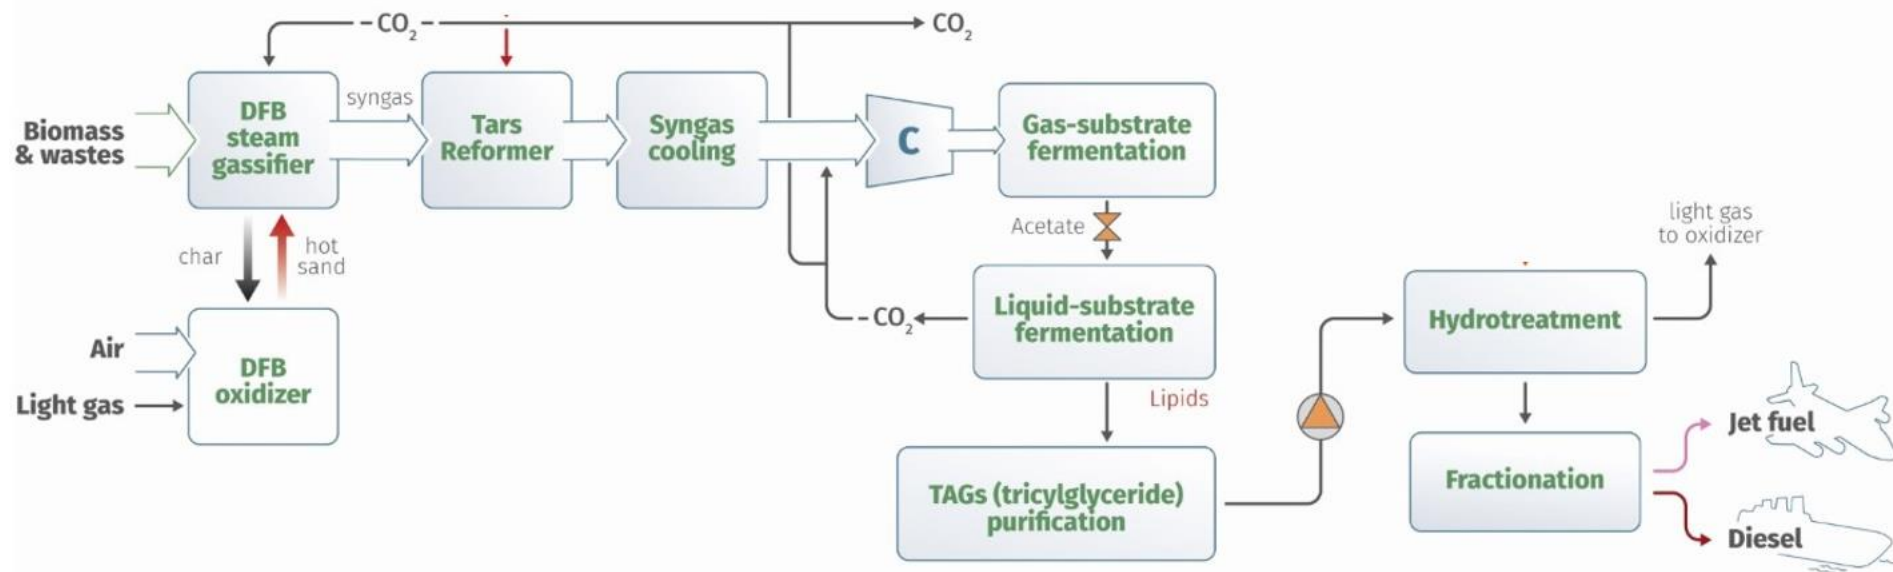 CO2
CO2
Biomass
& wastes
DFB
steam
gassifier
syngas
Tars
Reformer
Syngas
cooling
C
Gas-substrate
fermentation
char
hot
sand
Acetate
Air
Light gas
DFB
oxidizer
CO2
Liquid-substrate
fermentation
Lipids
TAGs (tricylglyceride)
purification
Hydrotreatment
light gas
to oxidizer
Fractionation
Jet fuel
Diesel